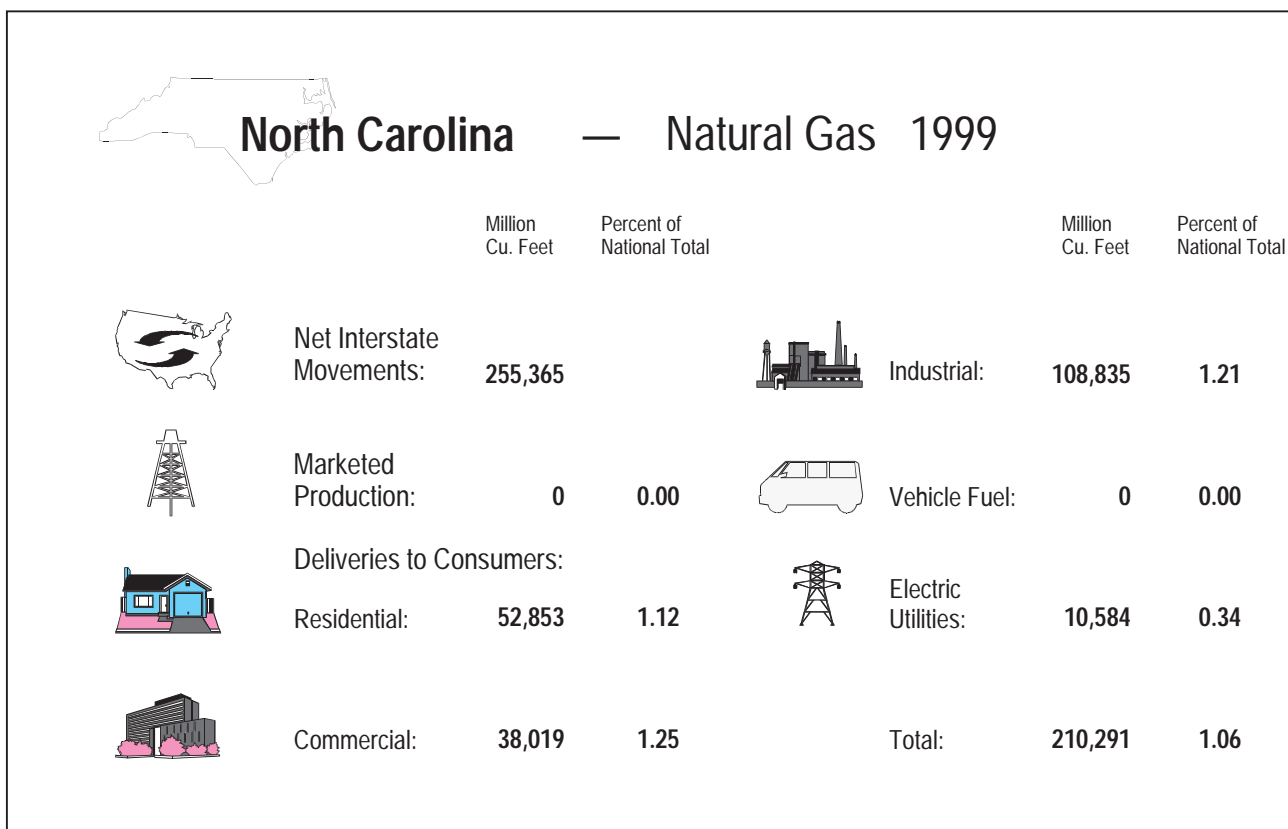 North Carolina — Natural Gas 1999
Million
Cu. Feet
Percent of
National Total
Million
Cu. Feet
Percent of
National Total
Net Interstate
Movements: 255,365
Industrial: 108,835 1.21
Marketed
Production: 0 0.00
Vehicle Fuel: 0 0.00
Deliveries to Consumers:
Residential: 52,853 1.12
Electric
Utilities: 10,584 0.34
Commercial: 38,019 1.25
Total: 210,291 1.06